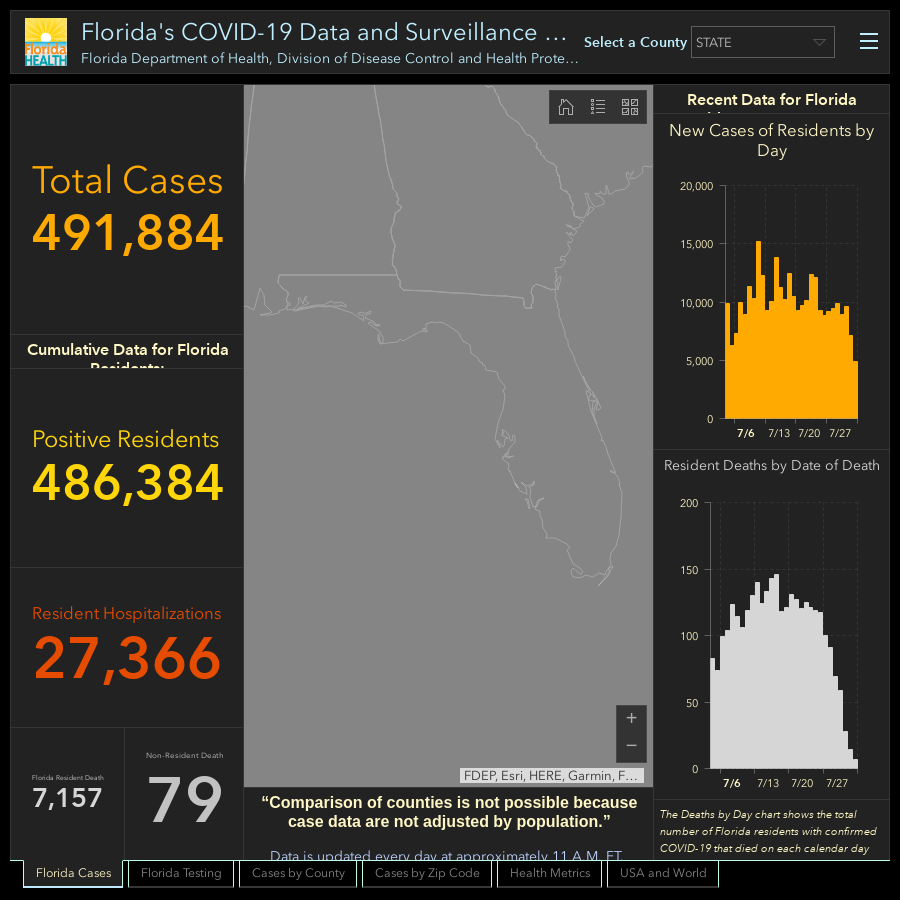 Florida HEALTH
Florida's COVID-19 Data and Surveillance …
Florida Department of Health, Division of Disease Control and Health Prote…
Select a County
STATE
Total Cases
491,884
Cumulative Data for Florida
Residents:
Positive Residents
486,384
Resident Hospitalizations
27,366
Florida Resident Death
7,157
Non-Resident Death
79
+
−
FDEP, Esri, HERE, Garmin, F…
“Comparison of counties is not possible because
case data are not adjusted by population.”
Data is updated every day at approximately 11 A.M. ET.
Recent Data for Florida
New Cases of Residents by
Day
20,000
15,000
10,000
5,000
0
7/6 7/13 7/20 7/27
Resident Deaths by Date of Death
200
150
100
50
0
7/6 7/13 7/20 7/27
The Deaths by Day chart shows the total
number of Florida residents with confirmed
COVID-19 that died on each calendar day
Florida Cases
Florida Testing
Cases by County
Cases by Zip Code
Health Metrics
USA and World